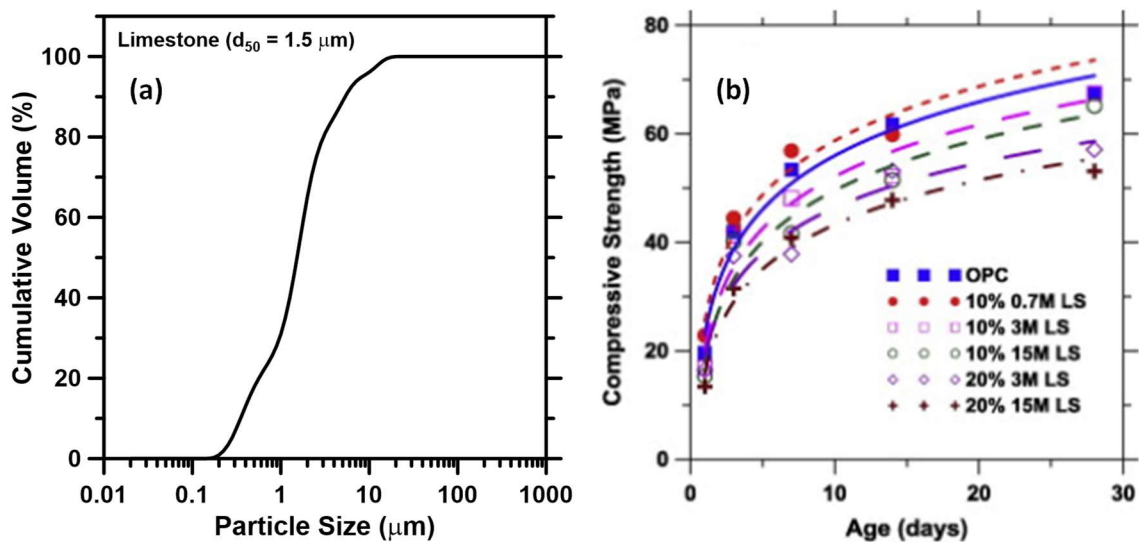 Limestone (d50 = 1.5 μm)
(a)
Cumulative Volume (%)
100
80
60
40
20
0
0.01 0.1 1 10 100 1000
Particle Size (μm)
(b)
Compressive Strength (MPa)
80
60
40
20
0
OPC
10% 0.7M LS
10% 3M LS
10% 15M LS
20% 3M LS
20% 15M LS
0 10 20 30
Age (days)